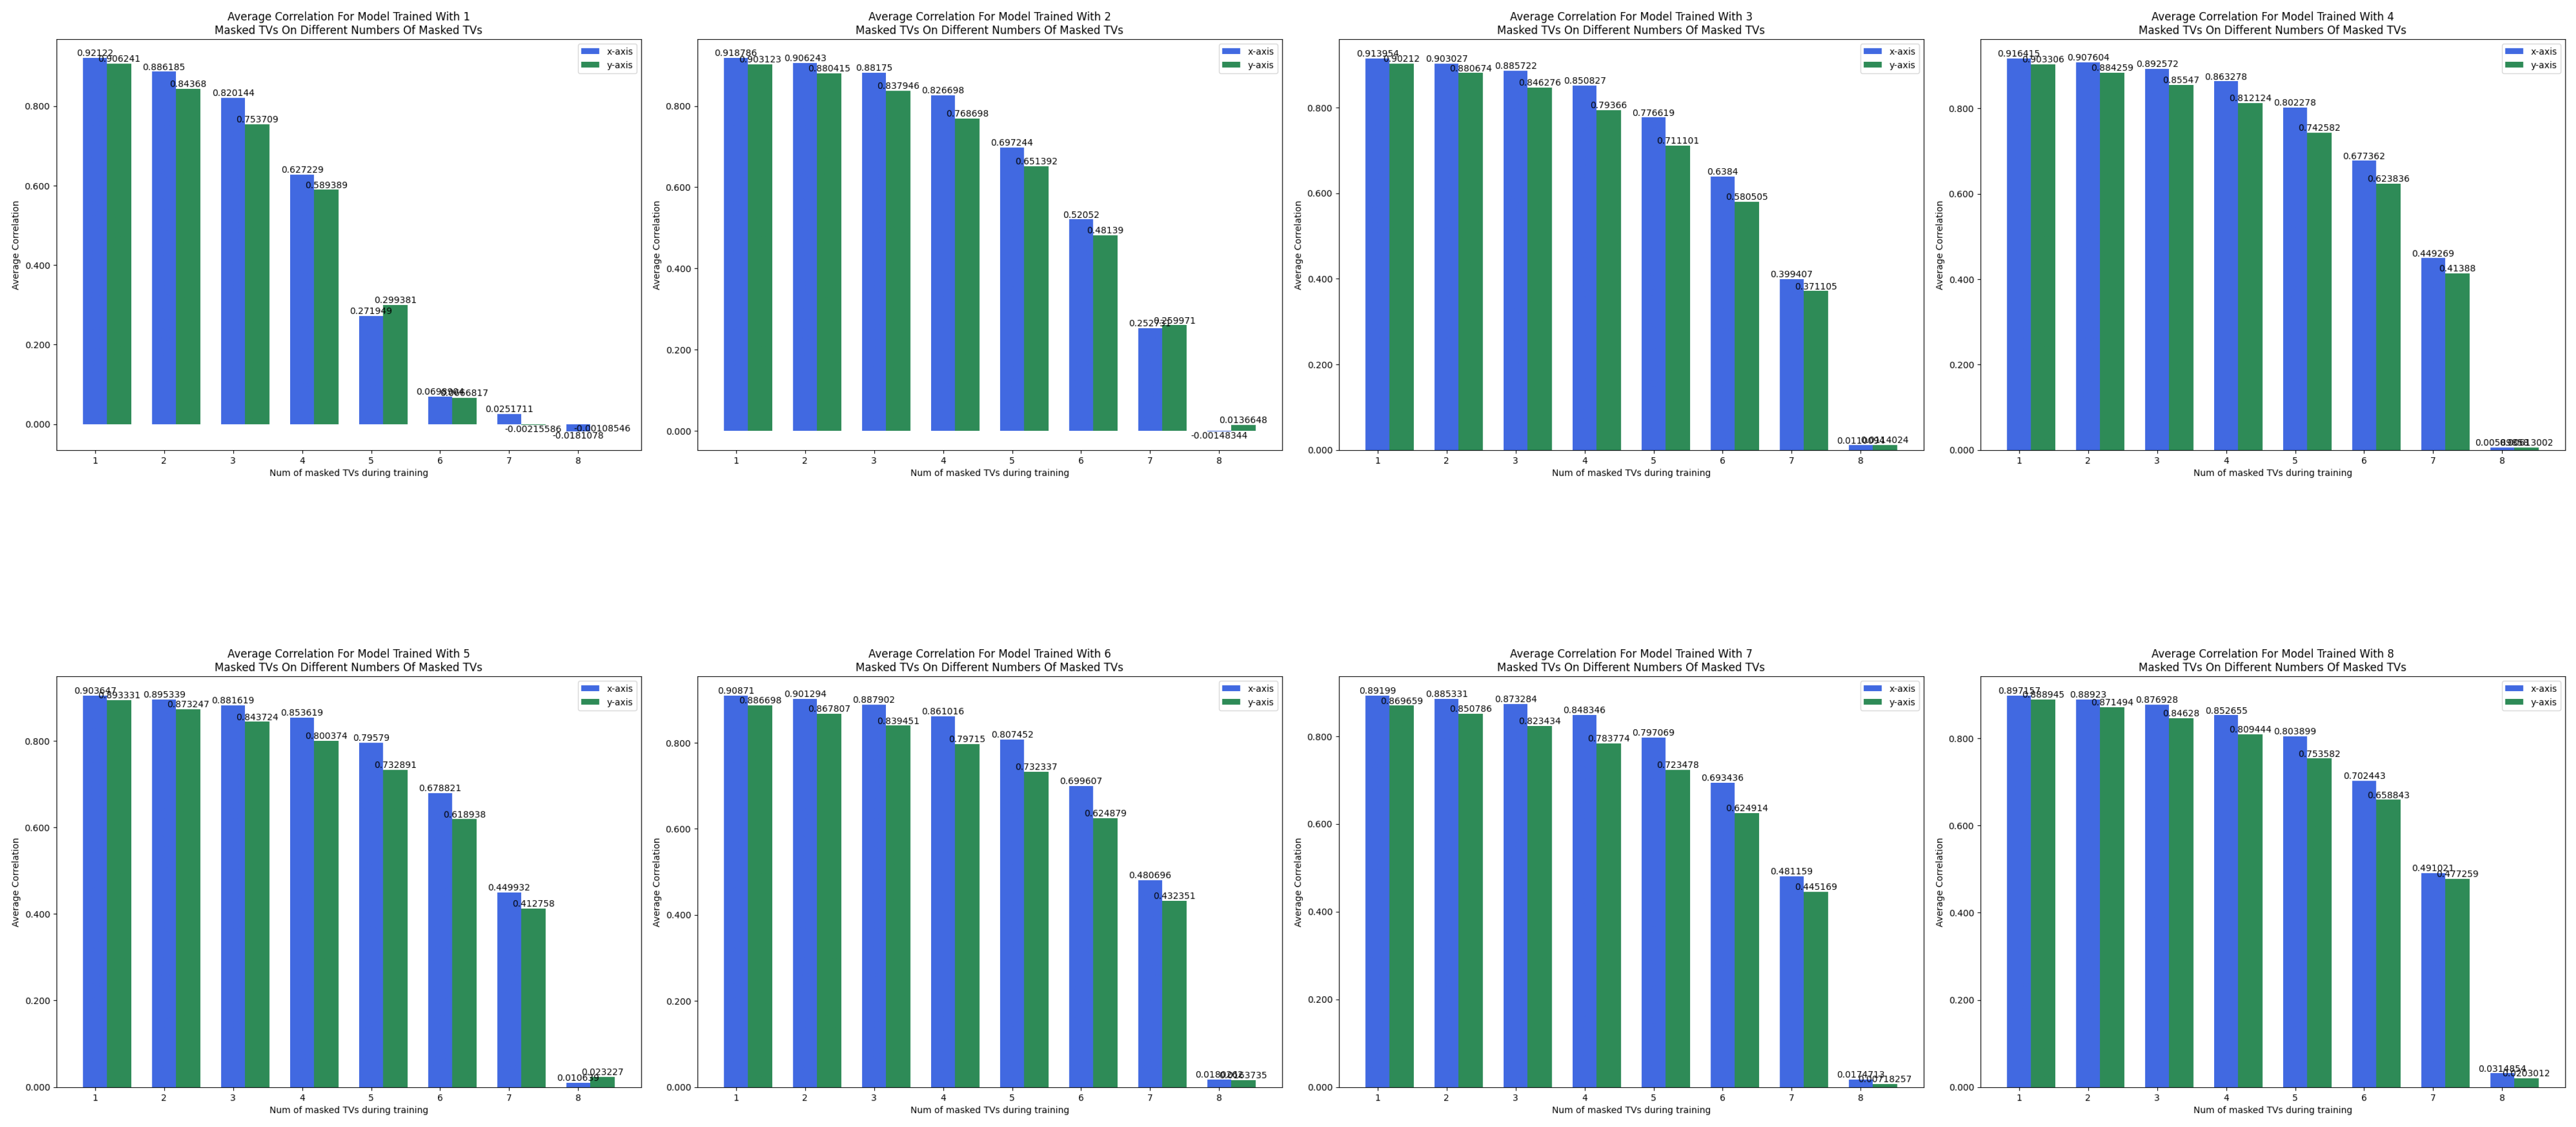 Average Correlation For Model Trained With 1
Masked TVs On Different Numbers Of Masked TVs
x-axis
y-axis
0.92122
0.906241
0.886185
0.84368
0.820144
0.753709
0.627229
0.589389
0.271949
0.299381
0.0251711
-0.00215586
-0.0181078
-0.00108546
0.800
0.600
0.400
0.200
0.000
Average Correlation
1 2 3 4 5 6 7 8
Num of masked TVs during training
Average Correlation For Model Trained With 2
Masked TVs On Different Numbers Of Masked TVs
x-axis
y-axis
0.918786
0.903123
0.906243
0.880415
0.88175
0.837946
0.826698
0.768698
0.697244
0.651392
0.52052
0.48139
0.259971
-0.00148344
0.0136648
0.800
0.600
0.400
0.200
0.000
Average Correlation
1 2 3 4 5 6 7 8
Num of masked TVs during training
Average Correlation For Model Trained With 3
Masked TVs On Different Numbers Of Masked TVs
x-axis
y-axis
0.913954
0.90212
0.903027
0.880674
0.885722
0.846276
0.850827
0.79366
0.776619
0.711101
0.6384
0.580505
0.399407
0.371105
0.0114024
0.800
0.600
0.400
0.200
0.000
Average Correlation
1 2 3 4 5 6 7 8
Num of masked TVs during training
Average Correlation For Model Trained With 4
Masked TVs On Different Numbers Of Masked TVs
x-axis
y-axis
0.916415
0.903306
0.907604
0.884259
0.892572
0.85547
0.863278
0.812124
0.802278
0.742582
0.677362
0.623836
0.449269
0.41388
0.800
0.600
0.400
0.200
0.000
Average Correlation
1 2 3 4 5 6 7 8
Num of masked TVs during training
Average Correlation For Model Trained With 5
Masked TVs On Different Numbers Of Masked TVs
x-axis
y-axis
0.903647
0.893331
0.895339
0.873247
0.881619
0.843724
0.853619
0.800374
0.79579
0.732891
0.678821
0.618938
0.449932
0.412758
0.010639
0.023227
0.800
0.600
0.400
0.200
0.000
Average Correlation
1 2 3 4 5 6 7 8
Num of masked TVs during training
Average Correlation For Model Trained With 6
Masked TVs On Different Numbers Of Masked TVs
x-axis
y-axis
0.90871
0.886698
0.901294
0.867807
0.887902
0.839451
0.861016
0.79715
0.807452
0.732337
0.699607
0.624879
0.480696
0.432351
0.0163735
0.800
0.600
0.400
0.200
0.000
Average Correlation
1 2 3 4 5 6 7 8
Num of masked TVs during training
Average Correlation For Model Trained With 7
Masked TVs On Different Numbers Of Masked TVs
x-axis
y-axis
0.89199
0.869659
0.885331
0.850786
0.873284
0.823434
0.848346
0.783774
0.797069
0.723478
0.693436
0.624914
0.481159
0.445169
0.0174713
0.00718257
0.800
0.600
0.400
0.200
0.000
Average Correlation
1 2 3 4 5 6 7 8
Num of masked TVs during training
Average Correlation For Model Trained With 8
Masked TVs On Different Numbers Of Masked TVs
x-axis
y-axis
0.897157
0.888945
0.88923
0.871494
0.876928
0.84628
0.852655
0.809444
0.803899
0.753582
0.702443
0.658843
0.491021
0.477259
0.0314854
0.0203012
0.800
0.600
0.400
0.200
0.000
Average Correlation
1 2 3 4 5 6 7 8
Num of masked TVs during training